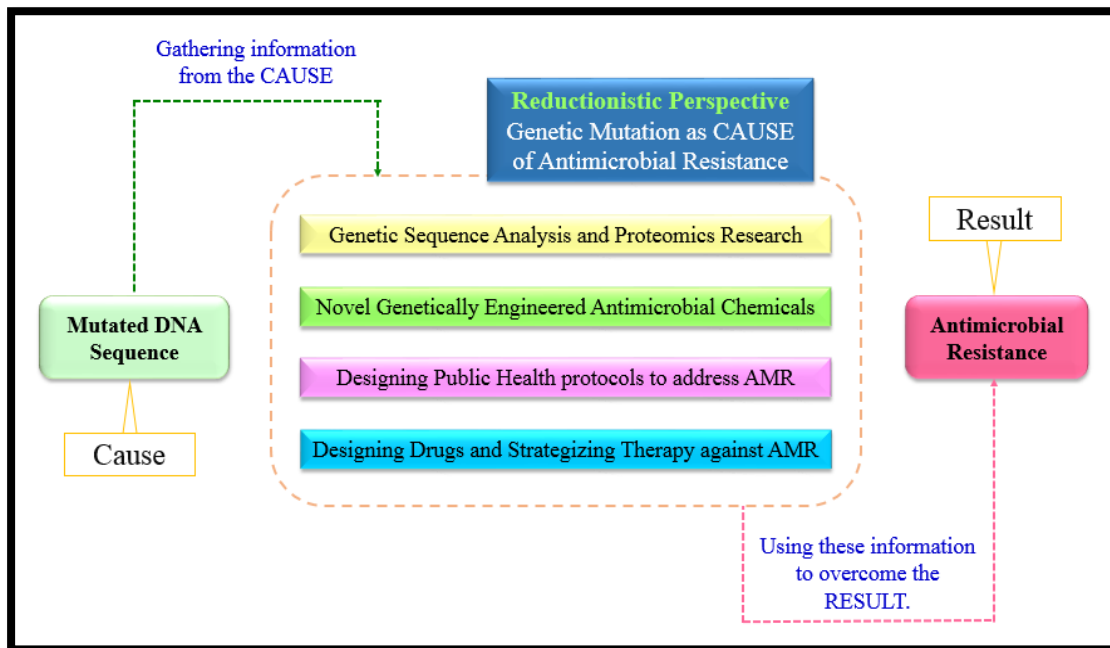 Gathering information
from the CAUSE
Reductionistic Perspective
Genetic Mutation as CAUSE
of Antimicrobial Resistance
Genetic Sequence Analysis and Proteomics Research
Result
Novel Genetically Engineered Antimicrobial Chemicals
Mutated DNA
Sequence
Antimicrobial
Resistance
Designing Public Health protocols to address AMR
Cause
Designing Drugs and Strategizing Therapy against AMR
Using these information
to overcome the
RESULT.